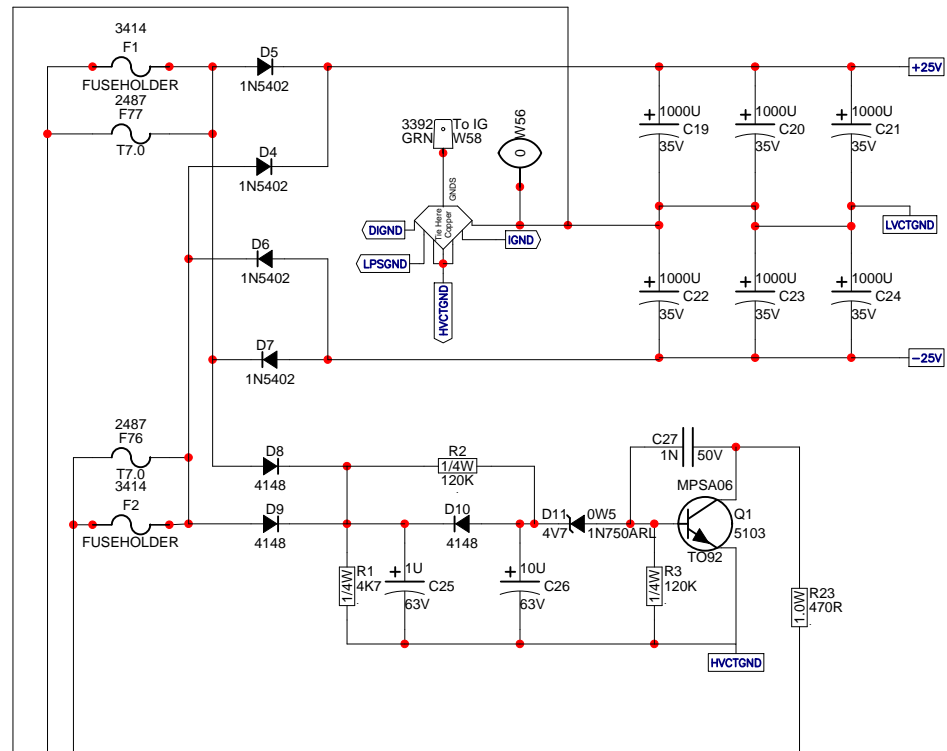 3414
F1
FUSEHOLDER
2487
F77
T7.0
D5
1N5402
D4
1N5402
D6
1N5402
D7
1N5402
3392
GRN
To IG
W58
GNDS
W56
0
Tie Here
Copper
DIGND
LPSGND
IGND
HVCTGND
+25V
1000U
C19
35V
1000U
C20
35V
1000U
C21
35V
LVCTGND
1000U
C22
35V
1000U
C23
35V
1000U
C24
35V
-25V
2487
F76
T7.0
3414
F2
FUSEHOLDER
D8
4148
D9
4148
R2
1/4W
120K
D10
4148
D11
4V7
0W5
1N750ARL
C27
1N
50V
MPSA06
Q1
5103
TO92
R1
4K7
1/4W
1U
C25
63V
10U
C26
63V
R3
120K
1/4W
R23
470R
1.0W
HVCTGND